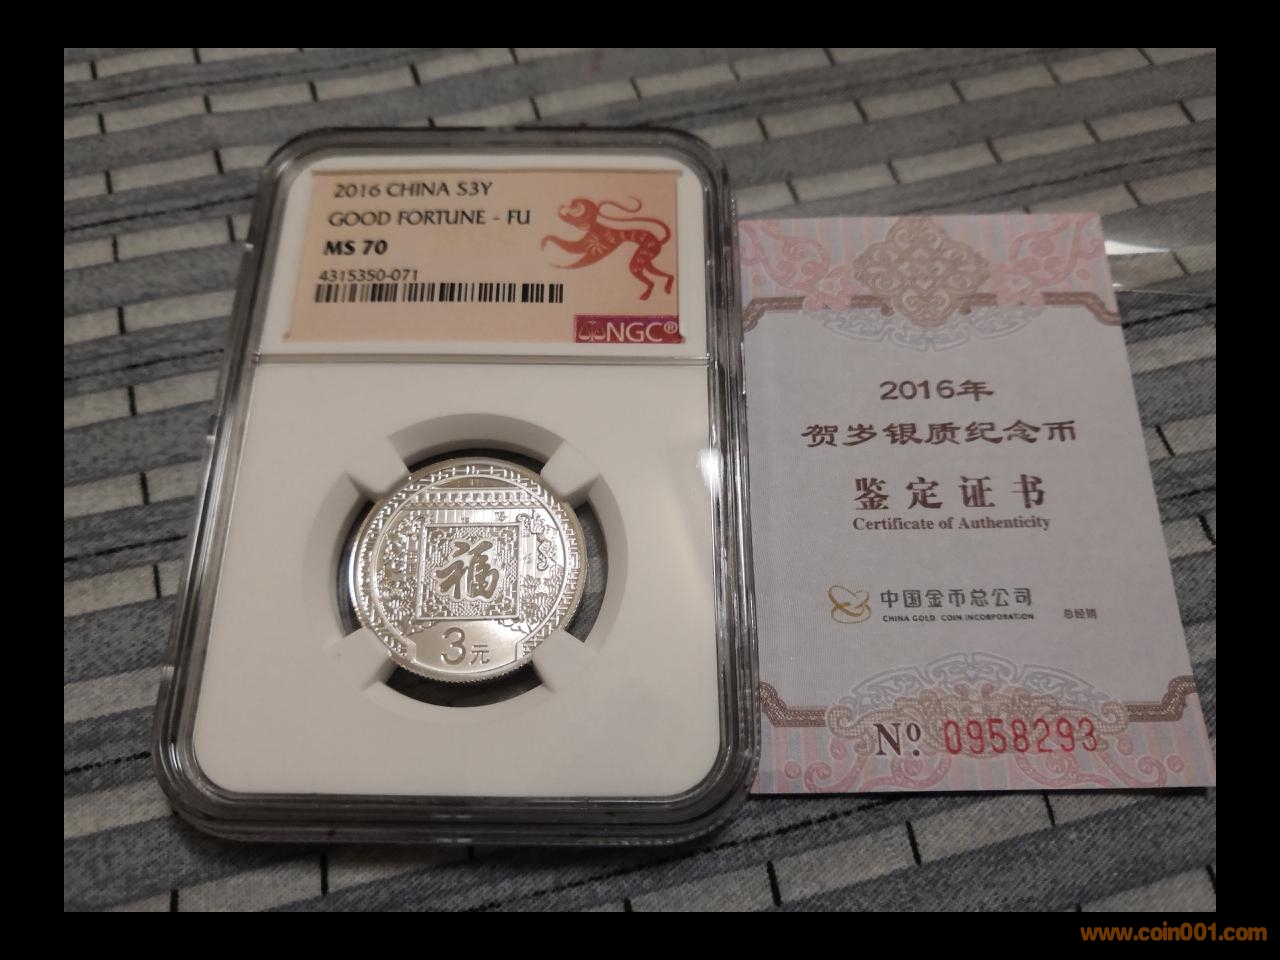 2016 CHINA S3Y
GOOD FORTUNE - FU
MS 70
4315350-071
NGC®
福
3元
2016年
贺岁银质纪念币
鉴定证书
Certificate of Authenticity
中国金币总公司
CHINA GOLD COIN INCORPORATION
总经销
Nº. 0958293
www.coin001.com